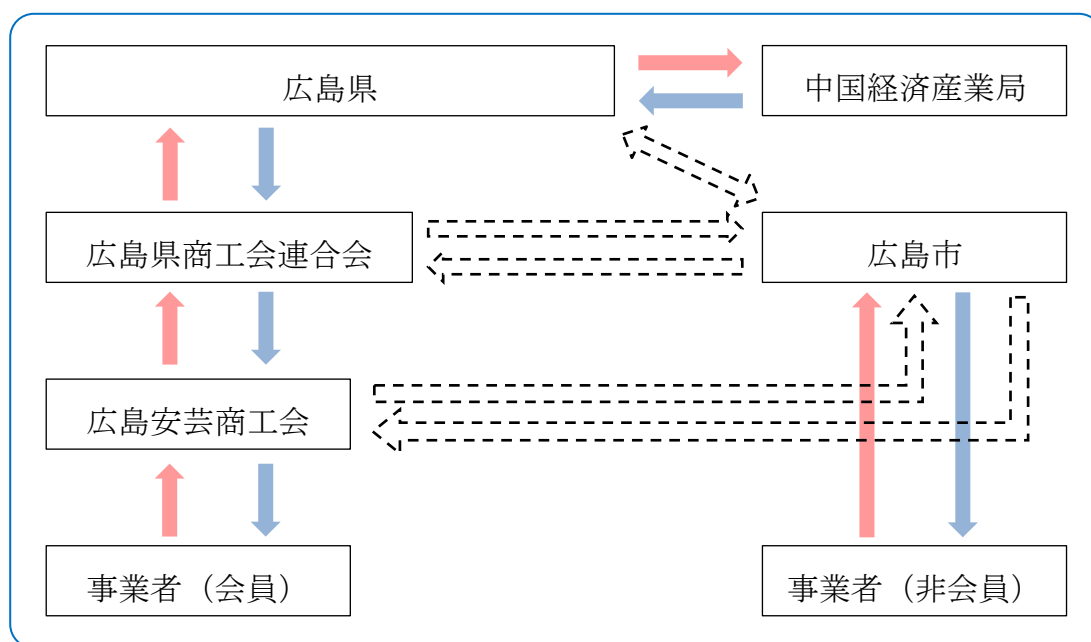 広島県
中国経済産業局
広島県商工会連合会
広島市
広島安芸商工会
事業者（会員）
事業者（非会員）